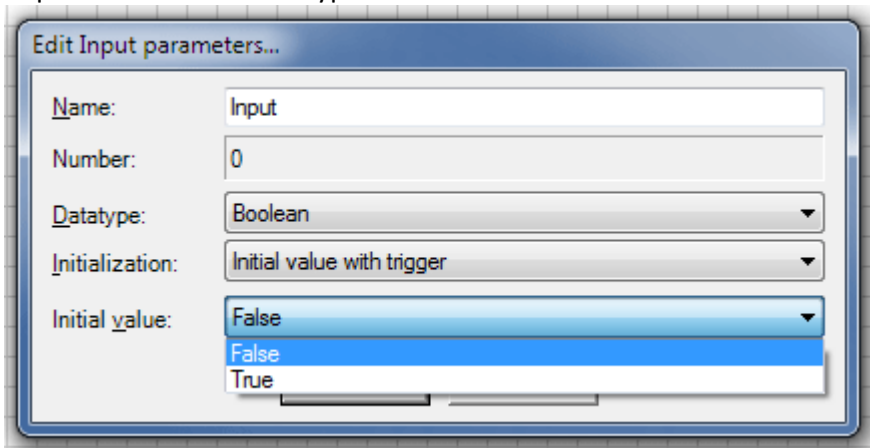 Edit Input parameters...
Name: Input
Number: 0
Datatype: Boolean
Initialization: Initial value with trigger
Initial value: False
False
True